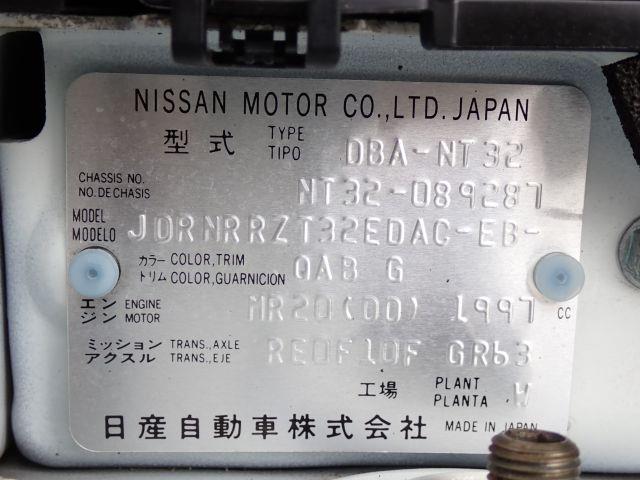 NISSAN MOTOR CO.,LTD. JAPAN
型式 TYPE TIPO DBA-NT32
CHASSIS NO. NO. DE CHASIS NT32-089287
MODEL MODELO JDRNRRZT32EDAC-EB-
カラー COLOR,TRIM トリム COLOR,GUARNICION QAB G
エンジン ENGINE MOTOR MR20(DD) 1997 CC
ミッション TRANS.,AXLE アクスル TRANS.,EJE RE0F10F GR63
工場 PLANT PLANTA W
日産自動車株式会社 MADE IN JAPAN